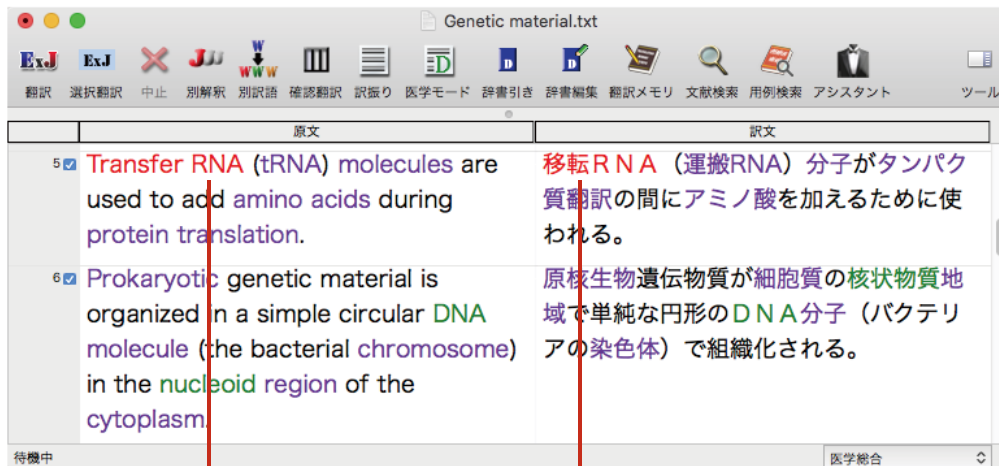 Genetic material.txt
ExJ ExJ J W WWW D D D
翻訳 選択翻訳 中止 別解釈 別訳語 確認翻訳 訳振り 医学モード 辞書引き 辞書編集 翻訳メモリ 文献検索 用例検索 アシスタント ツール
原文 訳文
5 Transfer RNA (tRNA) molecules are
used to add amino acids during
protein translation.
移転ＲＮＡ（運搬RNA）分子がタンパク
質翻訳の間にアミノ酸を加えるために使
われる。
6 Prokaryotic genetic material is
organized in a simple circular DNA
molecule (the bacterial chromosome)
in the nucleoid region of the
cytoplasm.
原核生物遺伝物質が細胞質の核状物質地
域で単純な円形のＤＮＡ分子（バクテリ
アの染色体）で組織化される。
待機中 医学総合